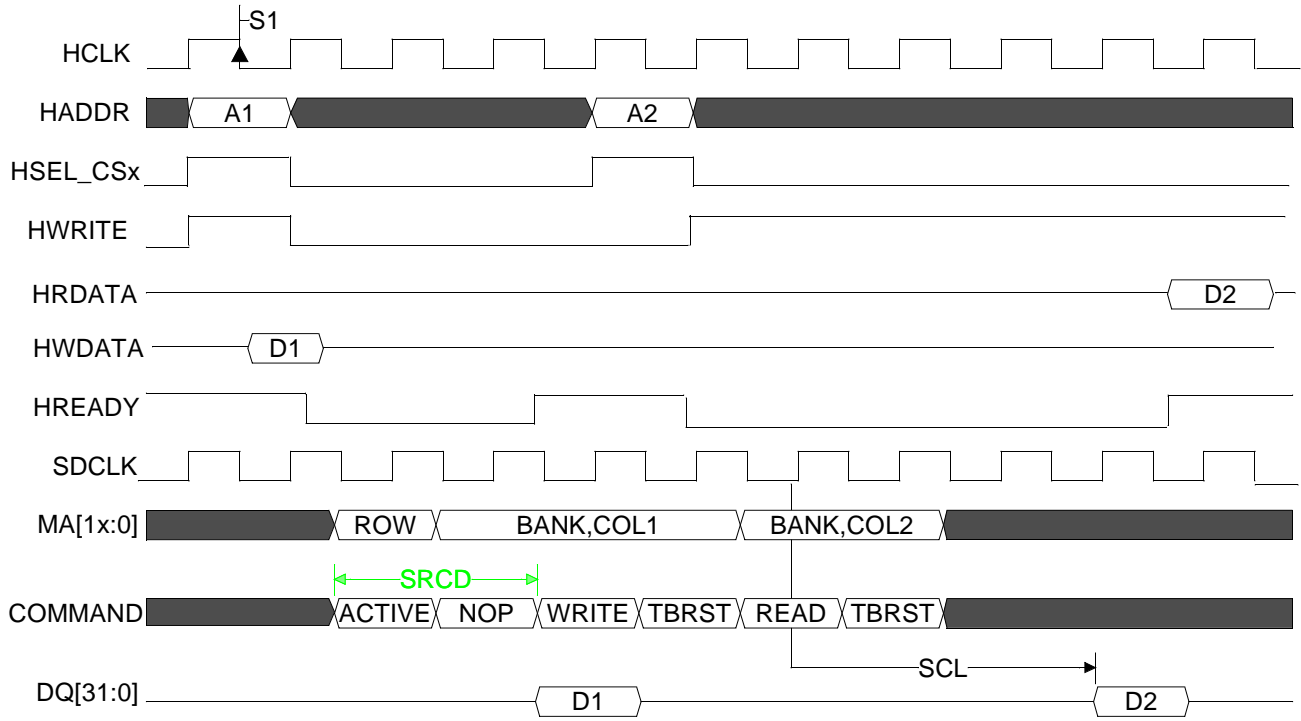 S1
HCLK
HADDR A1 A2
HSEL_CSx
HWRITE
HRDATA D2
HWDATA D1
HREADY
SDCLK
MA[1x:0] ROW BANK,COL1 BANK,COL2
SRCD
COMMAND ACTIVE NOP WRITE TBRST READ TBRST
SCL
DQ[31:0] D1 D2